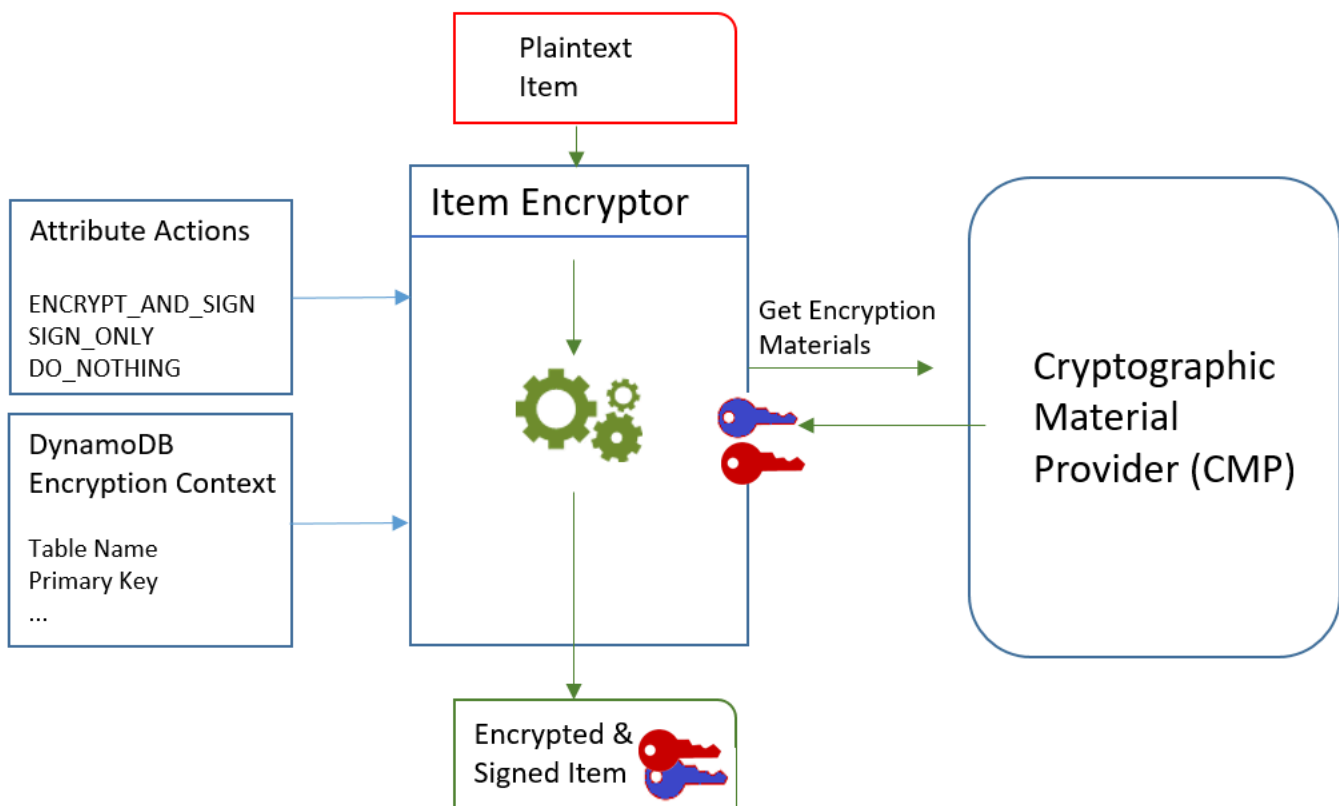 Plaintext
Item
Item Encryptor
Attribute Actions
ENCRYPT_AND_SIGN
SIGN_ONLY
DO_NOTHING
DynamoDB
Encryption Context
Table Name
Primary Key
...
Get Encryption
Materials
Cryptographic
Material
Provider (CMP)
Encrypted &
Signed Item